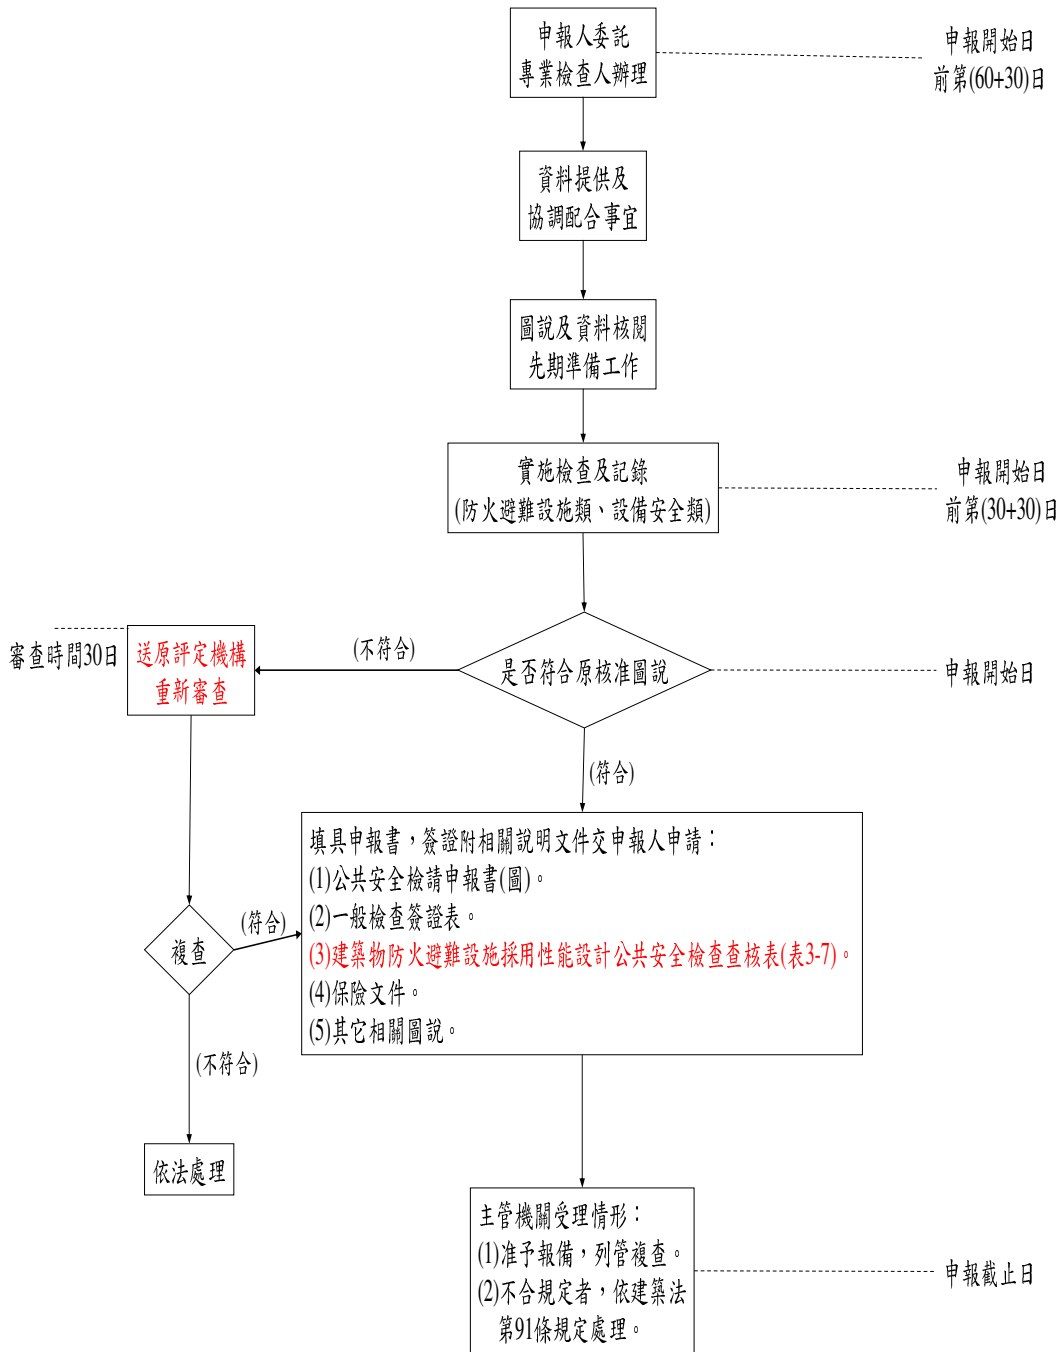 申報人委託
專業檢查人辦理
申報開始日
前第(60+30)日
資料提供及
協調配合事宜
圖說及資料核閱
先期準備工作
實施檢查及記錄
(防火避難設施類、設備安全類)
申報開始日
前第(30+30)日
審查時間30日
送原評定機構
重新審查
(不符合)
是否符合原核准圖說
申報開始日
(符合)
填具申報書，簽證附相關說明文件交申報人申請：
(1)公共安全檢請申報書(圖)。
(2)一般檢查簽證表。
(3)建築物防火避難設施採用性能設計公共安全檢查查核表(表3-7)。
(4)保險文件。
(5)其它相關圖說。
複查
(符合)
(不符合)
依法處理
主管機關受理情形：
(1)准予報備，列管複查。
(2)不合規定者，依建築法
第91條規定處理。
申報截止日